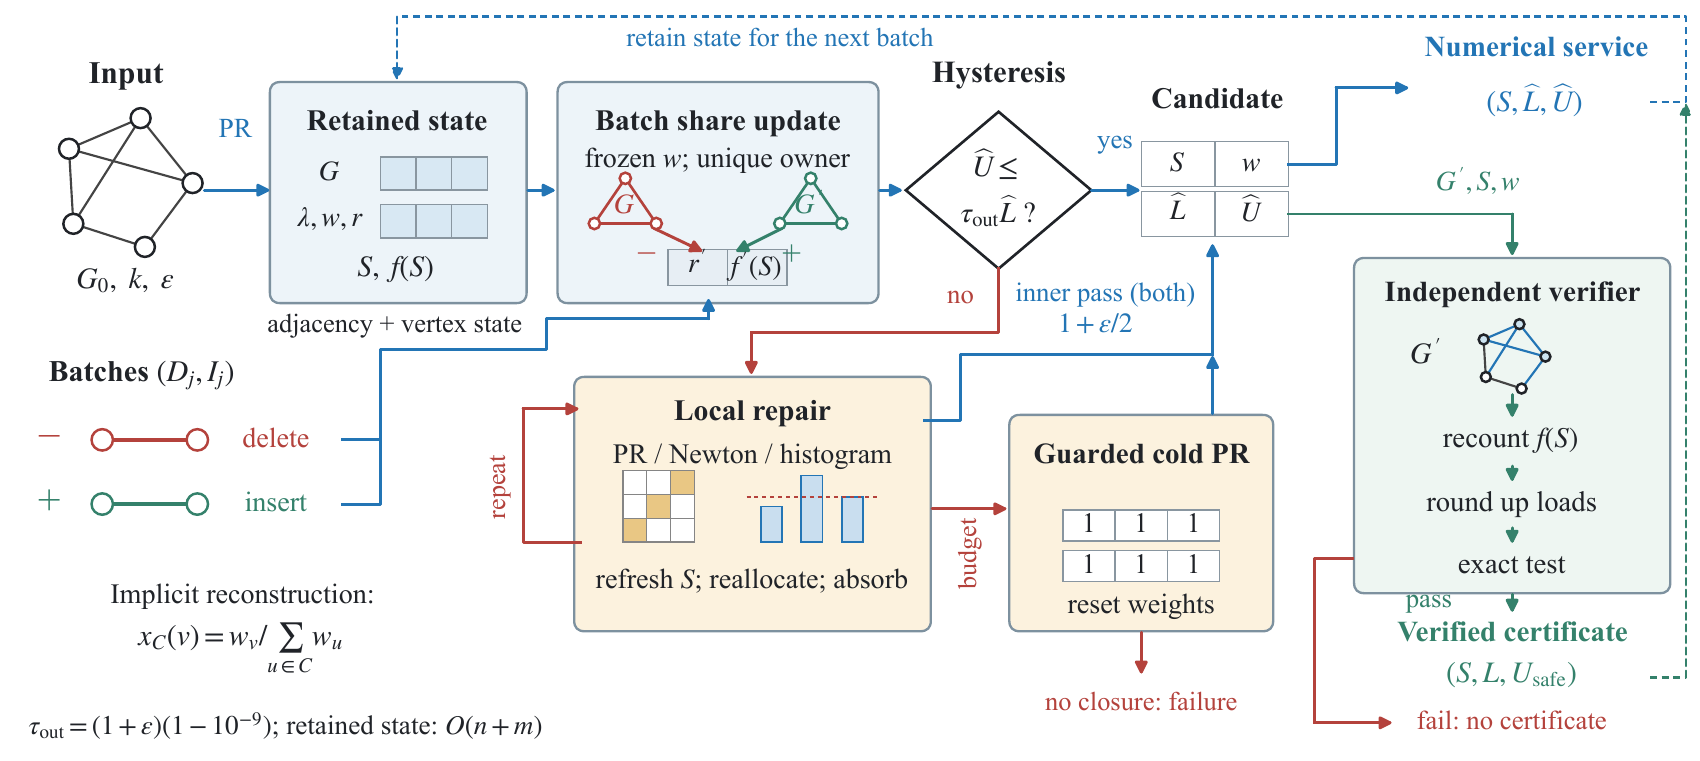 retain state for the next batch
Input
PR
G₀, k, ε
Retained state
G
λ, w, r
S, f(S)
adjacency + vertex state
Batch share update
frozen w; unique owner
G
G
−
+
r′
f′(S)
Hysteresis
Û ≤
τ_out L̂ ?
yes
no
Candidate
S
w
L̂
Û
Numerical service
(S, L̂, Û)
G′, S, w
inner pass (both)
1 + ε/2
Batches (D_j, I_j)
− delete
+ insert
Local repair
PR / Newton / histogram
refresh S; reallocate; absorb
repeat
budget
Guarded cold PR
1 1 1
1 1 1
reset weights
no closure: failure
Independent verifier
G′
recount f(S)
round up loads
exact test
pass
Verified certificate
(S, L, U_safe)
fail: no certificate
Implicit reconstruction:
x_C(v) = w_v / ∑_{u∈C} w_u
τ_out = (1 + ε)(1 − 10⁻⁹); retained state: O(n + m)